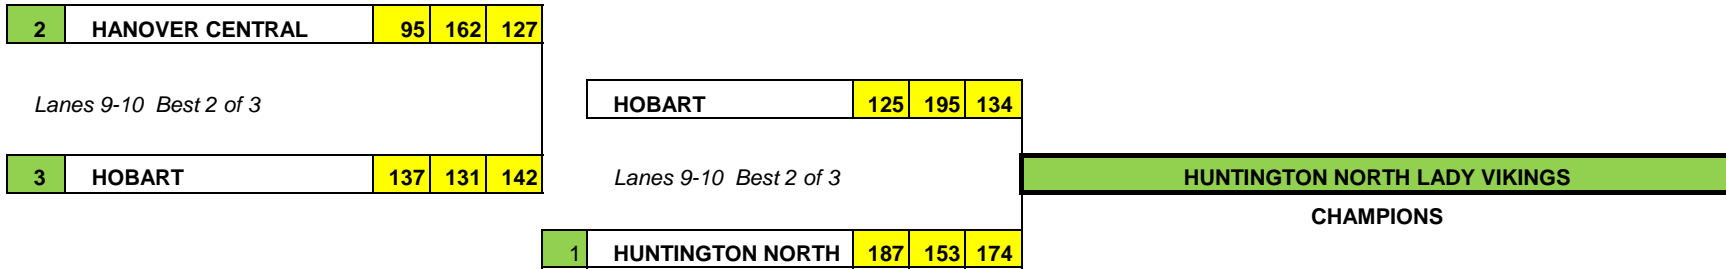 2 HANOVER CENTRAL 95 162 127
Lanes 9-10 Best 2 of 3
HOBART 125 195 134
3 HOBART 137 131 142
Lanes 9-10 Best 2 of 3
HUNTINGTON NORTH LADY VIKINGS
CHAMPIONS
1 HUNTINGTON NORTH 187 153 174